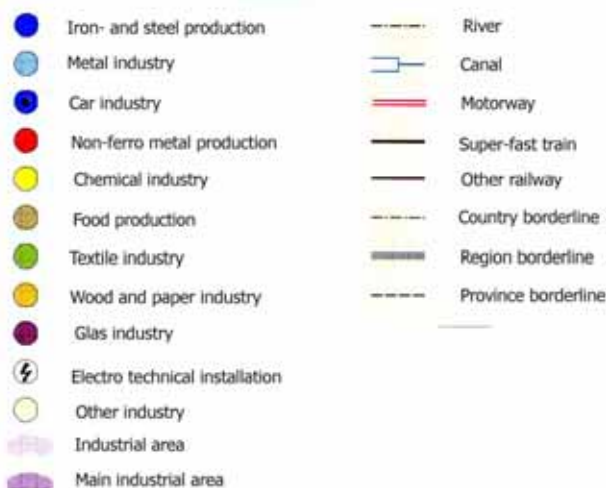 Iron- and steel production
Metal industry
Car industry
Non-ferro metal production
Chemical industry
Food production
Textile industry
Wood and paper industry
Glas industry
Electro technical installation
Other industry
Industrial area
Main industrial area
River
Canal
Motorway
Super-fast train
Other railway
Country borderline
Region borderline
Province borderline